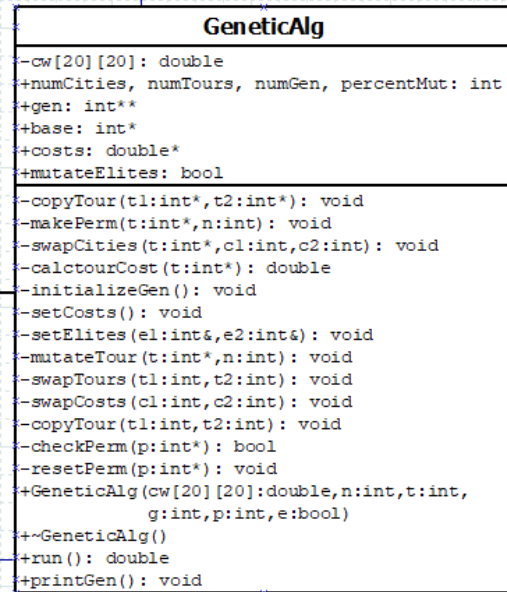 GeneticAlg
-cw[20][20]: double
+numCities, numTours, numGen, percentMut: int
+gen: int**
+base: int*
+costs: double*
+mutateElites: bool
-copyTour(t1:int*,t2:int*): void
-makePerm(t:int*,n:int): void
-swapCities(t:int*,c1:int,c2:int): void
-calctourCost(t:int*): double
-initializeGen(): void
-setCosts(): void
-setElites(e1:int&,e2:int&): void
-mutateTour(t:int*,n:int): void
-swapTours(t1:int,t2:int): void
-swapCosts(c1:int,c2:int): void
-copyTour(t1:int,t2:int): void
-checkPerm(p:int*): bool
-resetPerm(p:int*): void
+GeneticAlg(cw[20][20]:double,n:int,t:int,
g:int,p:int,e:bool)
+~GeneticAlg()
+run(): double
+printGen(): void